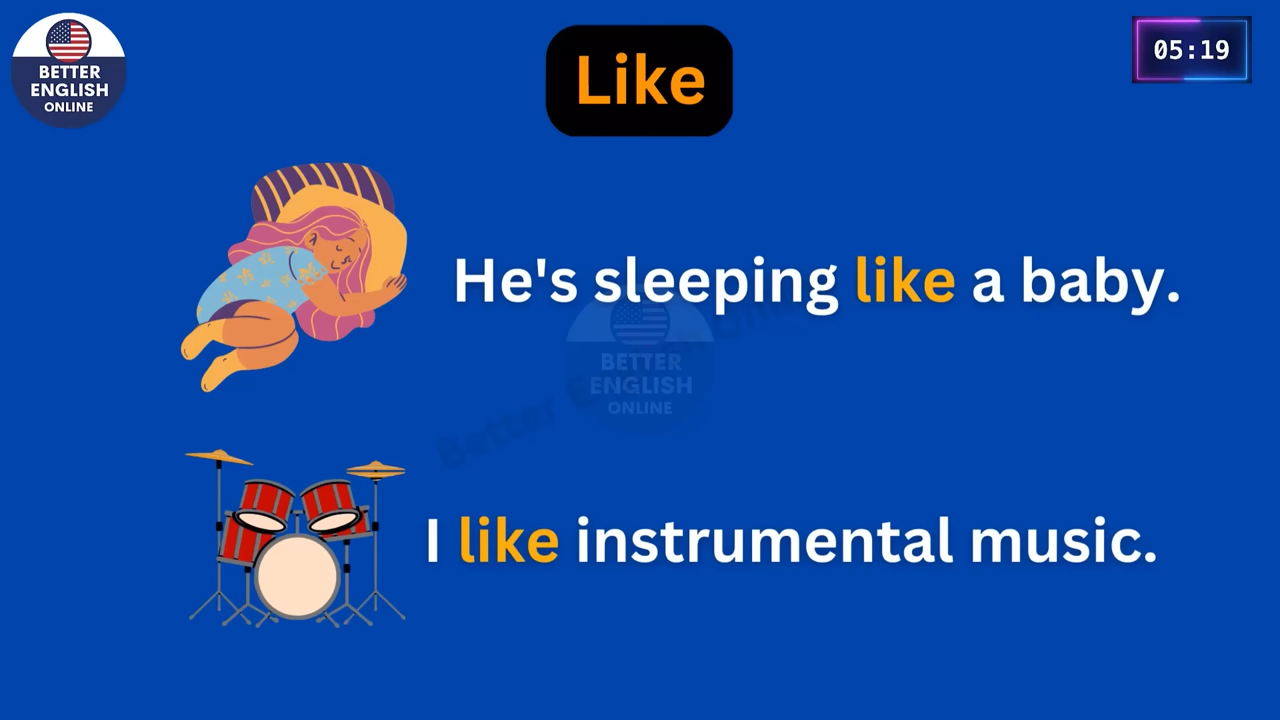 BETTER
ENGLISH
ONLINE
Like
05:19
He's sleeping like a baby.
BETTER
ENGLISH
ONLINE
I like instrumental music.